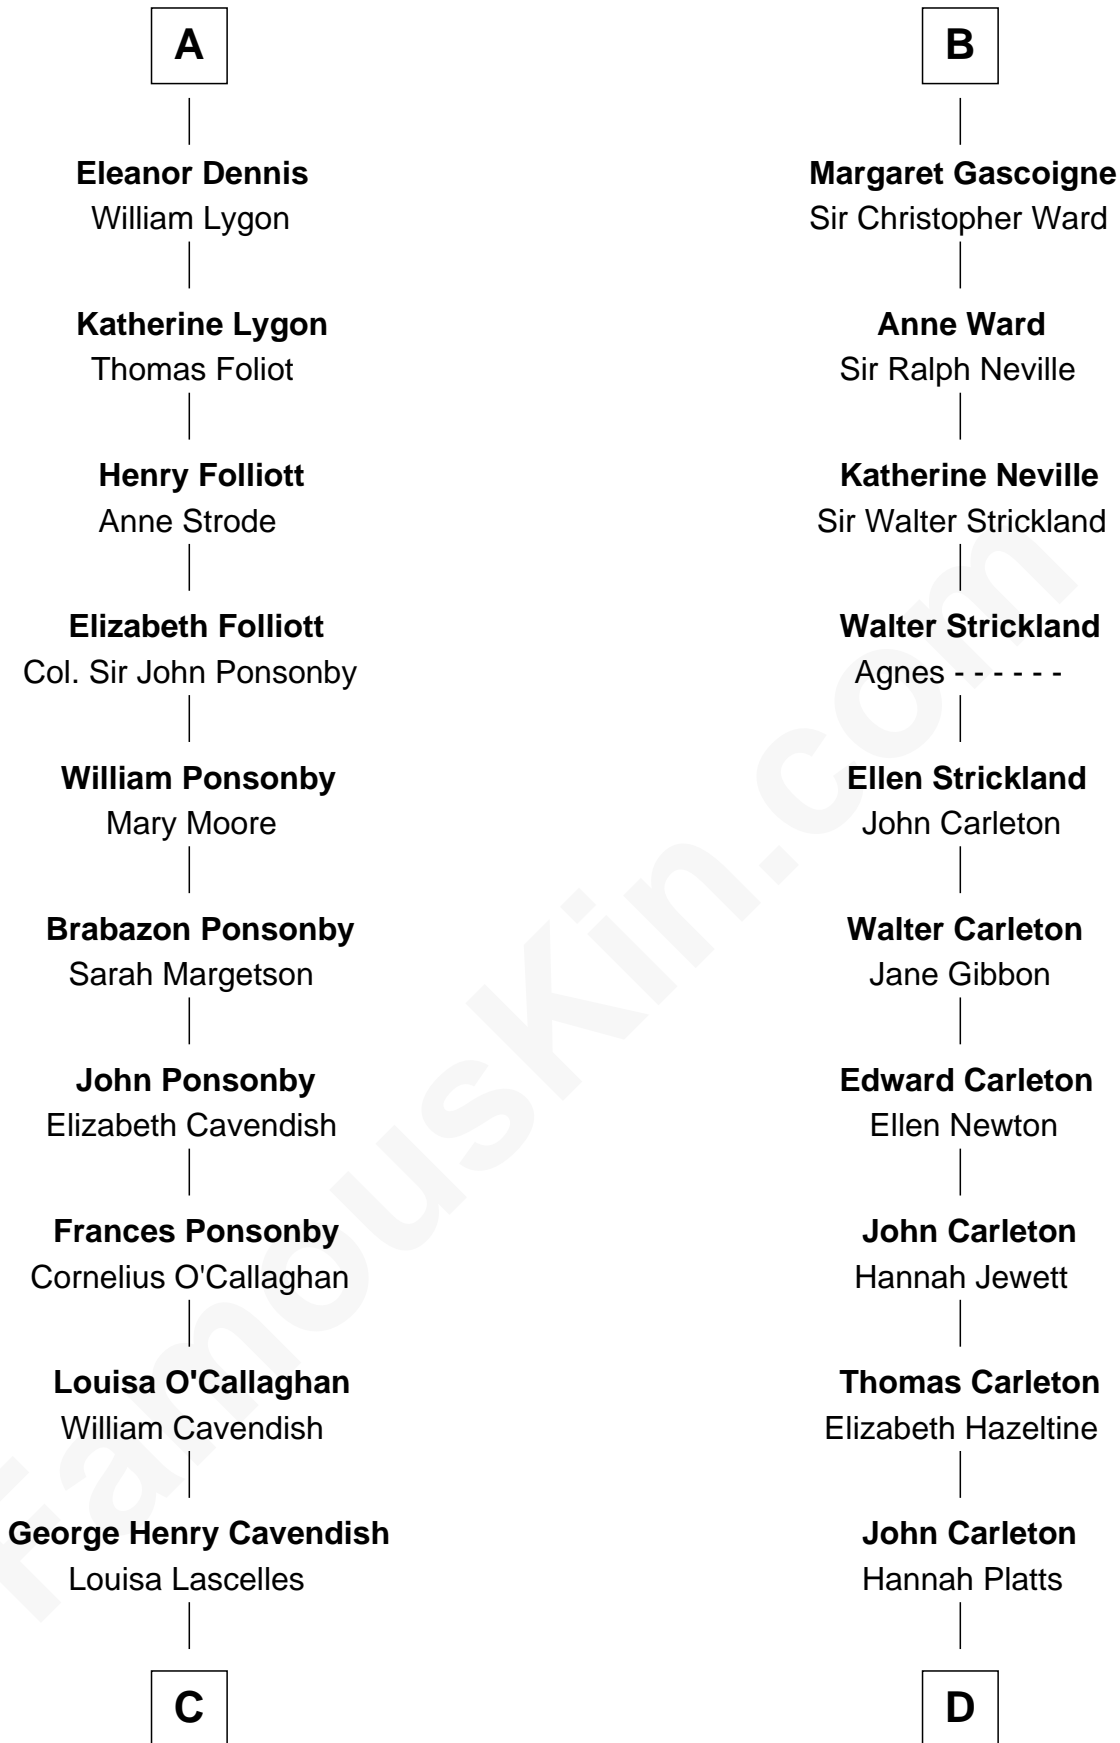 A
Eleanor Dennis
William Lygon
Katherine Lygon
Thomas Foliot
Henry Folliott
Anne Strode
Elizabeth Folliott
Col. Sir John Ponsonby
William Ponsonby
Mary Moore
Brabazon Ponsonby
Sarah Margetson
John Ponsonby
Elizabeth Cavendish
Frances Ponsonby
Cornelius O'Callaghan
Louisa O'Callaghan
William Cavendish
George Henry Cavendish
Louisa Lascelles
C
B
Margaret Gascoigne
Sir Christopher Ward
Anne Ward
Sir Ralph Neville
Katherine Neville
Sir Walter Strickland
Walter Strickland
Agnes - - - - - -
Ellen Strickland
John Carleton
Walter Carleton
Jane Gibbon
Edward Carleton
Ellen Newton
John Carleton
Hannah Jewett
Thomas Carleton
Elizabeth Hazeltine
John Carleton
Hannah Platts
D
FamousKin.com